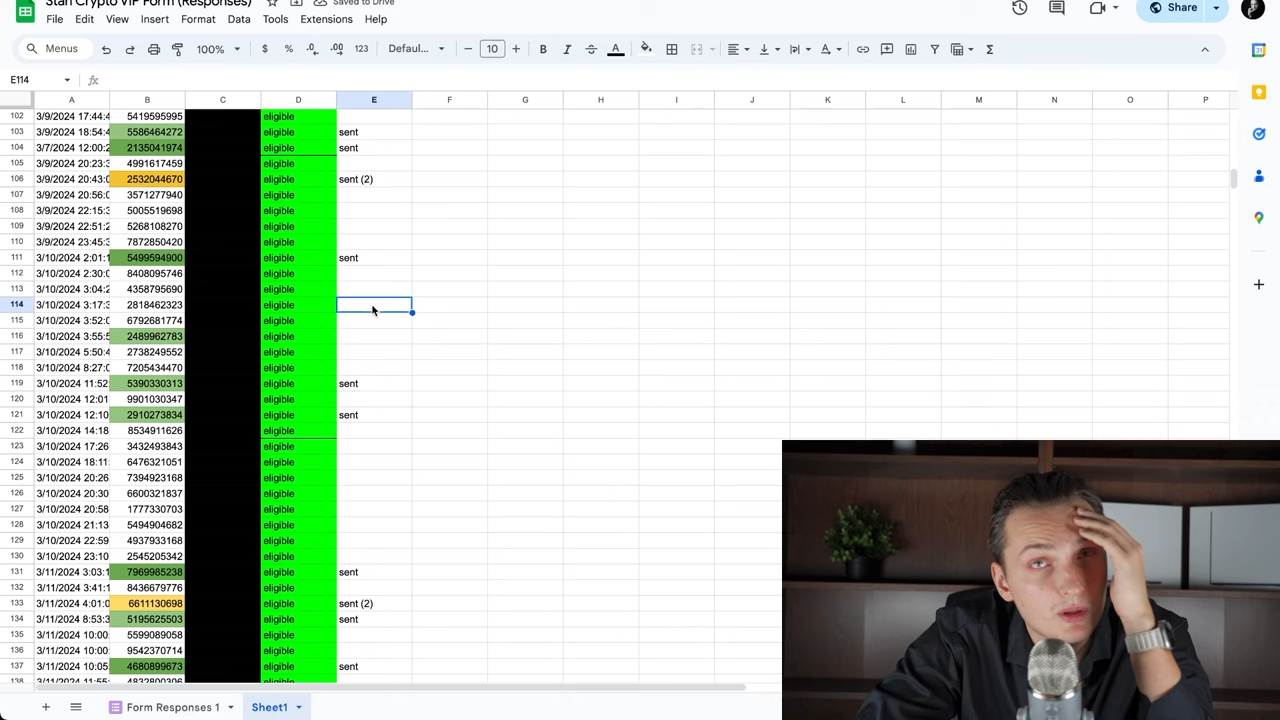 Stan Crypto VIP Form (Responses)
Saved to Drive
File Edit View Insert Format Data Tools Extensions Help
Share
Menus 100% $ % .0 .00 123 Defaul... 10 B I A
E114 fx
A B C D E F G H I J K L M N O P
102 3/9/2024 17:44:4 5419595995 eligible
103 3/9/2024 18:54:4 5586464272 eligible sent
104 3/7/2024 12:00:2 2135041974 eligible sent
105 3/9/2024 20:23:3 4991617459 eligible
106 3/9/2024 20:43:0 2532044670 eligible sent (2)
107 3/9/2024 20:56:0 3571277940 eligible
108 3/9/2024 22:15:3 5005519698 eligible
109 3/9/2024 22:51:2 5268108270 eligible
110 3/9/2024 23:45:3 7872850420 eligible
111 3/10/2024 2:01:1 5499594900 eligible sent
112 3/10/2024 2:30:0 8408095746 eligible
113 3/10/2024 3:04:2 4358795690 eligible
114 3/10/2024 3:17:3 2818462323 eligible
115 3/10/2024 3:52:0 6792681774 eligible
116 3/10/2024 3:55:5 2489962783 eligible
117 3/10/2024 5:50:4 2738249552 eligible
118 3/10/2024 8:27:0 7205434470 eligible
119 3/10/2024 11:52: 5390330313 eligible sent
120 3/10/2024 12:01: 9901030347 eligible
121 3/10/2024 12:10: 2910273834 eligible sent
122 3/10/2024 14:18: 8534911626 eligible
123 3/10/2024 17:26: 3432493843 eligible
124 3/10/2024 18:11: 6476321051 eligible
125 3/10/2024 20:26: 7394923168 eligible
126 3/10/2024 20:30: 6600321837 eligible
127 3/10/2024 20:58: 1777330703 eligible
128 3/10/2024 21:13: 5494904682 eligible
129 3/10/2024 22:59: 4937933168 eligible
130 3/10/2024 23:10: 2545205342 eligible
131 3/11/2024 3:03:1 7969985238 eligible sent
132 3/11/2024 3:41:1 8436679776 eligible
133 3/11/2024 4:01:0 6611130698 eligible sent (2)
134 3/11/2024 8:53:3 5195625503 eligible sent
135 3/11/2024 10:00: 5599089058 eligible
136 3/11/2024 10:00: 9542370714 eligible
137 3/11/2024 10:05: 4680899673 eligible sent
138 3/11/2024 11:55: 4832800306 eligible
Form Responses 1 Sheet1